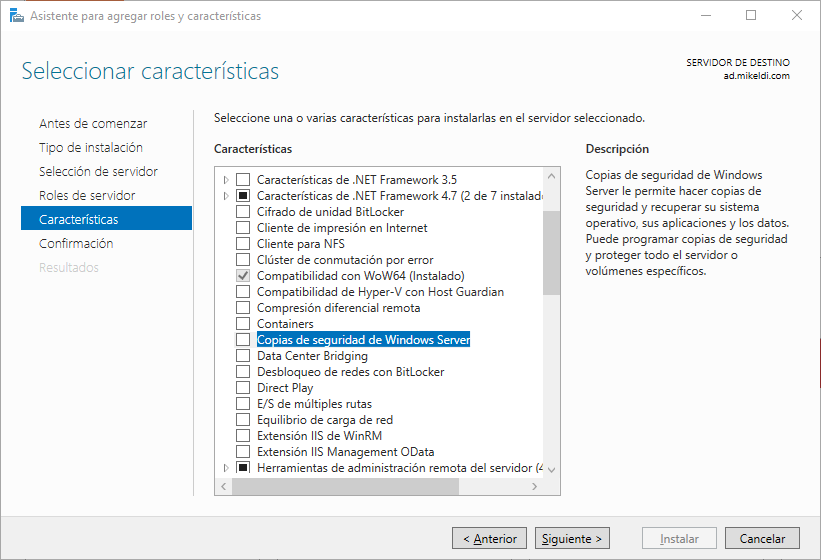 Asistente para agregar roles y características
Seleccionar características
SERVIDOR DE DESTINO
ad.mikeldi.com
Antes de comenzar
Tipo de instalación
Selección de servidor
Roles de servidor
Características
Confirmación
Resultados
Seleccione una o varias características para instalarlas en el servidor seleccionado.
Características
Características de .NET Framework 3.5
Características de .NET Framework 4.7 (2 de 7 instalado
Cifrado de unidad BitLocker
Cliente de impresión en Internet
Cliente para NFS
Clúster de conmutación por error
Compatibilidad con WoW64 (Instalado)
Compatibilidad de Hyper-V con Host Guardian
Compresión diferencial remota
Containers
Copias de seguridad de Windows Server
Data Center Bridging
Desbloqueo de redes con BitLocker
Direct Play
E/S de múltiples rutas
Equilibrio de carga de red
Extensión IIS de WinRM
Extensión IIS Management OData
Herramientas de administración remota del servidor (4
Descripción
Copias de seguridad de Windows
Server le permite hacer copias de
seguridad y recuperar su sistema
operativo, sus aplicaciones y los datos.
Puede programar copias de seguridad
y proteger todo el servidor o
volúmenes específicos.
< Anterior
Siguiente >
Instalar
Cancelar